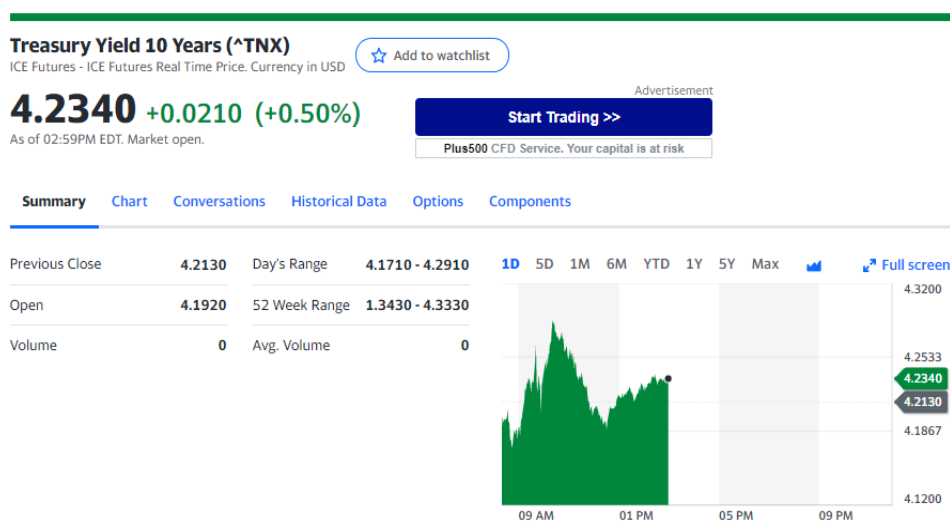 Treasury Yield 10 Years (^TNX)
Add to watchlist
ICE Futures - ICE Futures Real Time Price. Currency in USD
4.2340 +0.0210 (+0.50%)
As of 02:59PM EDT. Market open.
Advertisement
Start Trading >>
Plus500 CFD Service. Your capital is at risk
Summary Chart Conversations Historical Data Options Components
Previous Close 4.2130
Open 4.1920
Volume 0
Day's Range 4.1710 - 4.2910
52 Week Range 1.3430 - 4.3330
Avg. Volume 0
1D 5D 1M 6M YTD 1Y 5Y Max Full screen
4.3200
4.2533
4.2340
4.2130
4.1867
4.1200
09 AM 01 PM 05 PM 09 PM